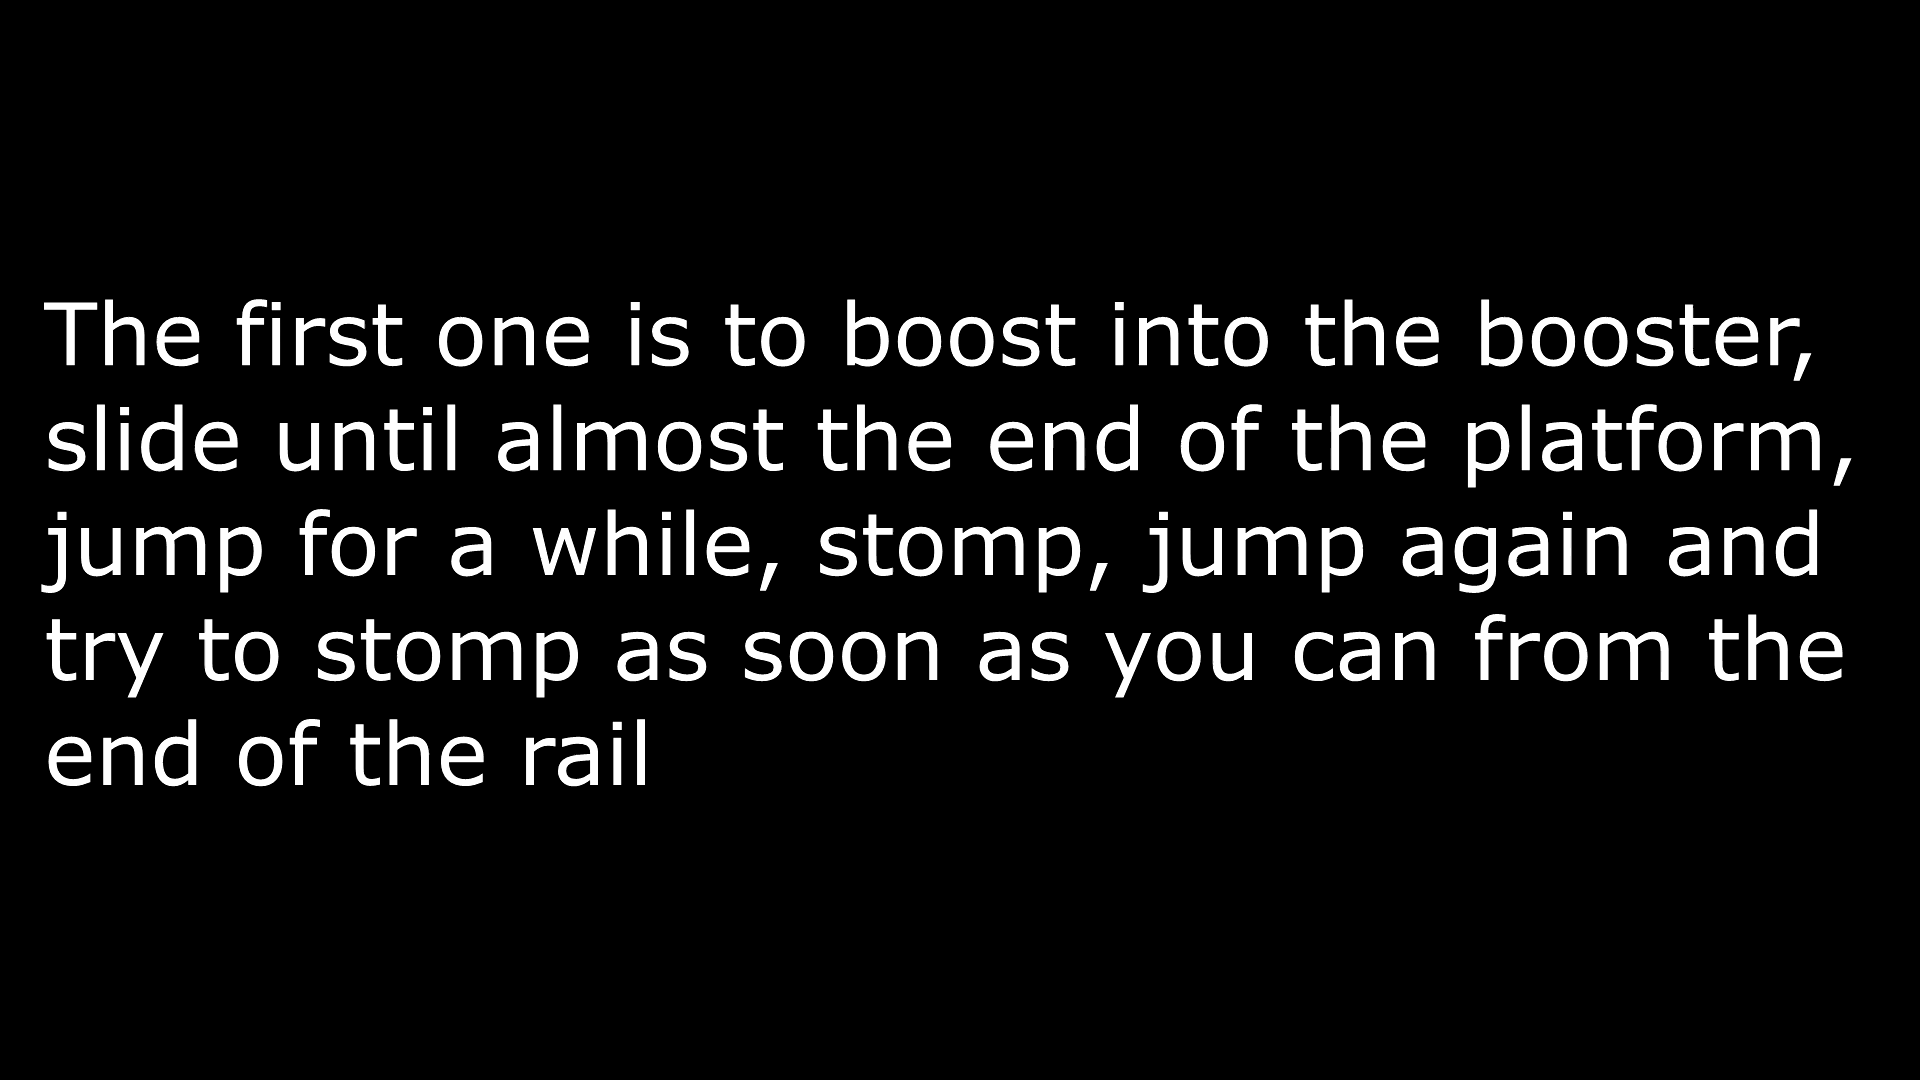 The first one is to boost into the booster,
slide until almost the end of the platform,
jump for a while, stomp, jump again and
try to stomp as soon as you can from the
end of the rail